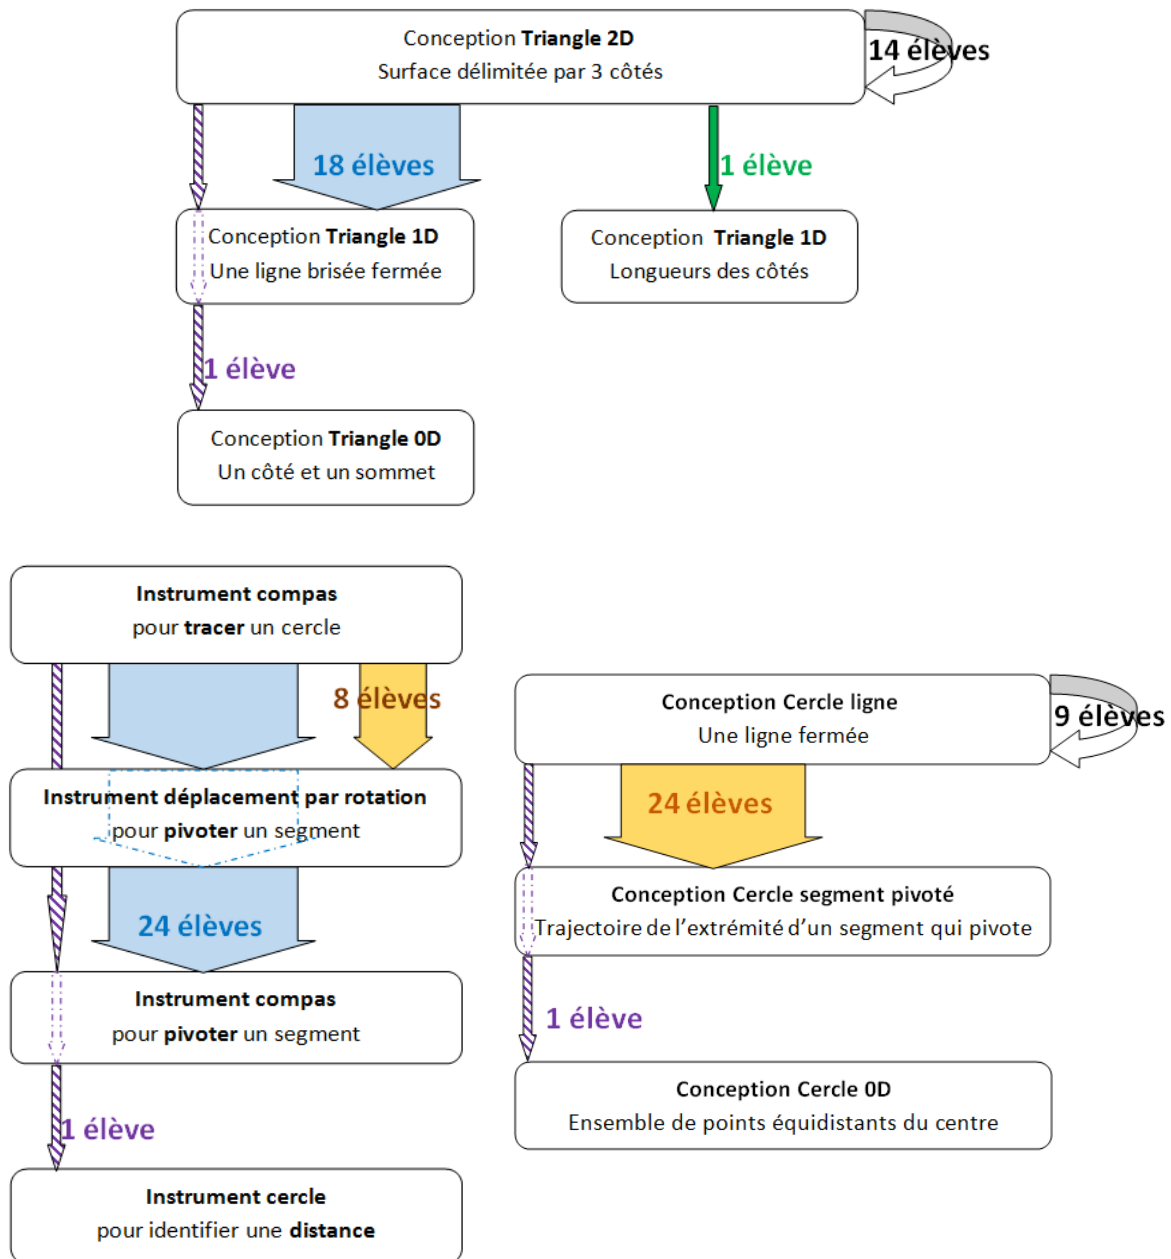 Conception Triangle 2D
Surface délimitée par 3 côtés
14 élèves
18 élèves
1 élève
Conception Triangle 1D
Une ligne brisée fermée
Conception Triangle 1D
Longueurs des côtés
1 élève
Conception Triangle 0D
Un côté et un sommet
Instrument compas
pour tracer un cercle
8 élèves
Instrument déplacement par rotation
pour pivoter un segment
24 élèves
Instrument compas
pour pivoter un segment
1 élève
Instrument cercle
pour identifier une distance
Conception Cercle ligne
Une ligne fermée
9 élèves
24 élèves
Conception Cercle segment pivoté
Trajectoire de l'extrémité d'un segment qui pivote
1 élève
Conception Cercle 0D
Ensemble de points équidistants du centre